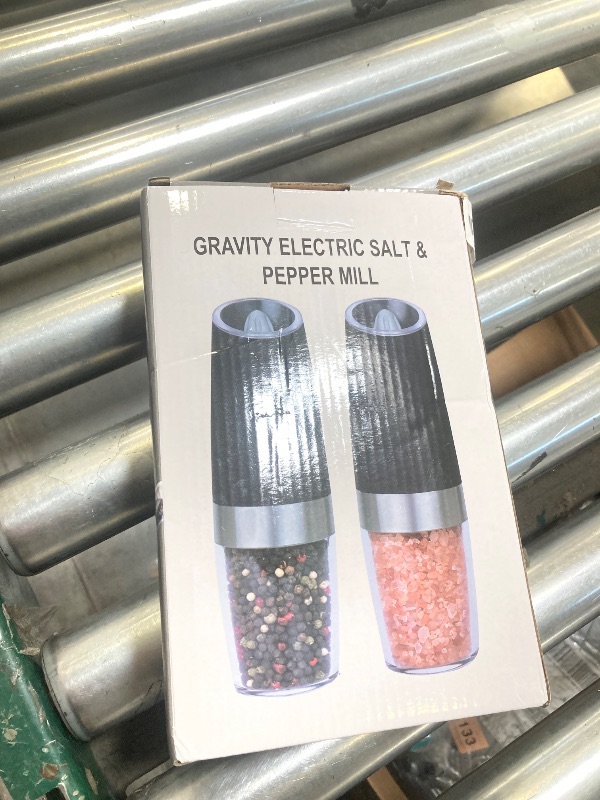 GRAVITY ELECTRIC SALT &
PEPPER MILL
133